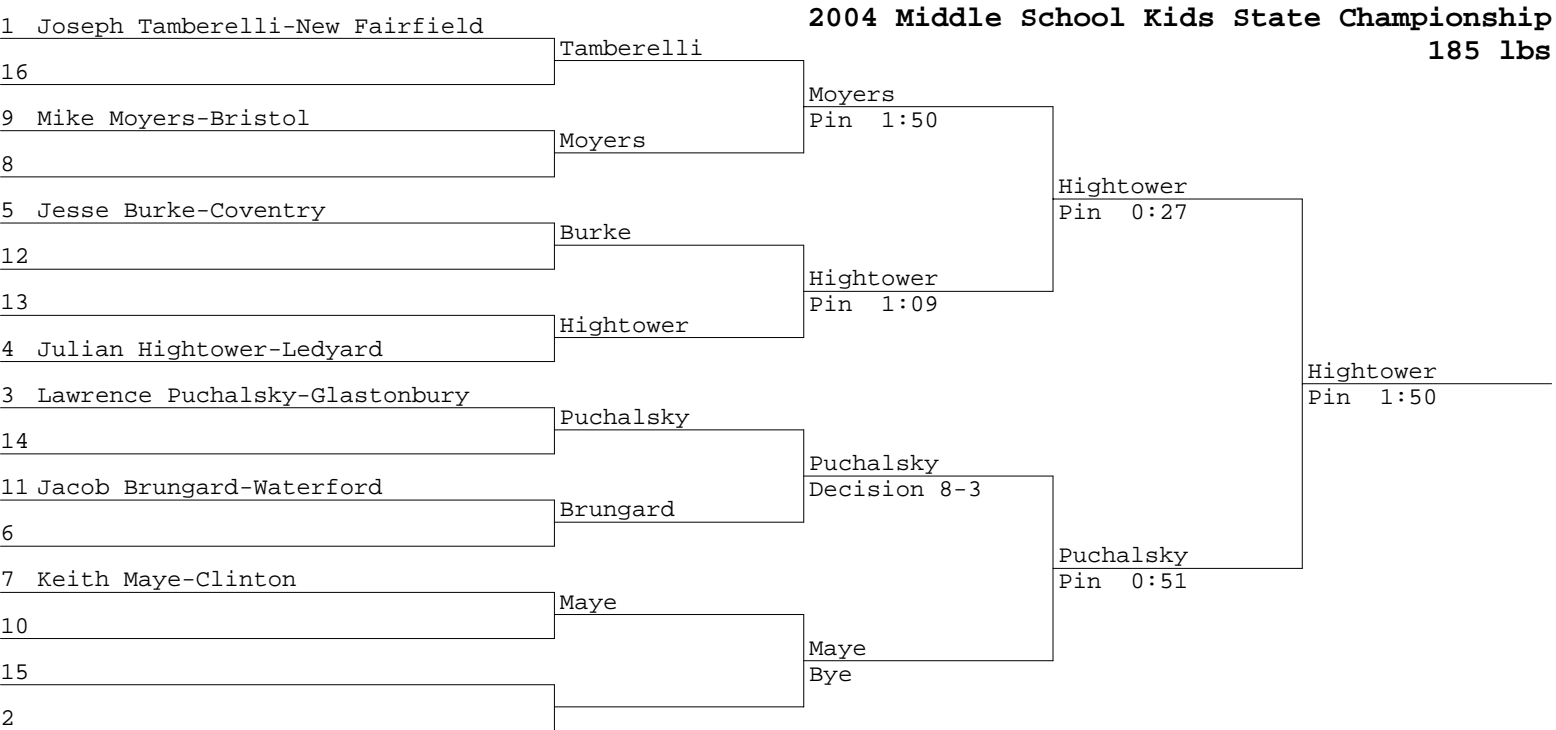 2004 Middle School Kids State Championship
185 lbs
1 Joseph Tamberelli-New Fairfield
16
9 Mike Moyers-Bristol
8
5 Jesse Burke-Coventry
12
13
4 Julian Hightower-Ledyard
3 Lawrence Puchalsky-Glastonbury
14
11 Jacob Brungard-Waterford
6
7 Keith Maye-Clinton
10
15
2
Tamberelli
Moyers
Burke
Hightower
Puchalsky
Brungard
Maye
Moyers
Pin 1:50
Hightower
Pin 1:09
Puchalsky
Decision 8-3
Maye
Bye
Hightower
Pin 0:27
Puchalsky
Pin 0:51
Hightower
Pin 1:50